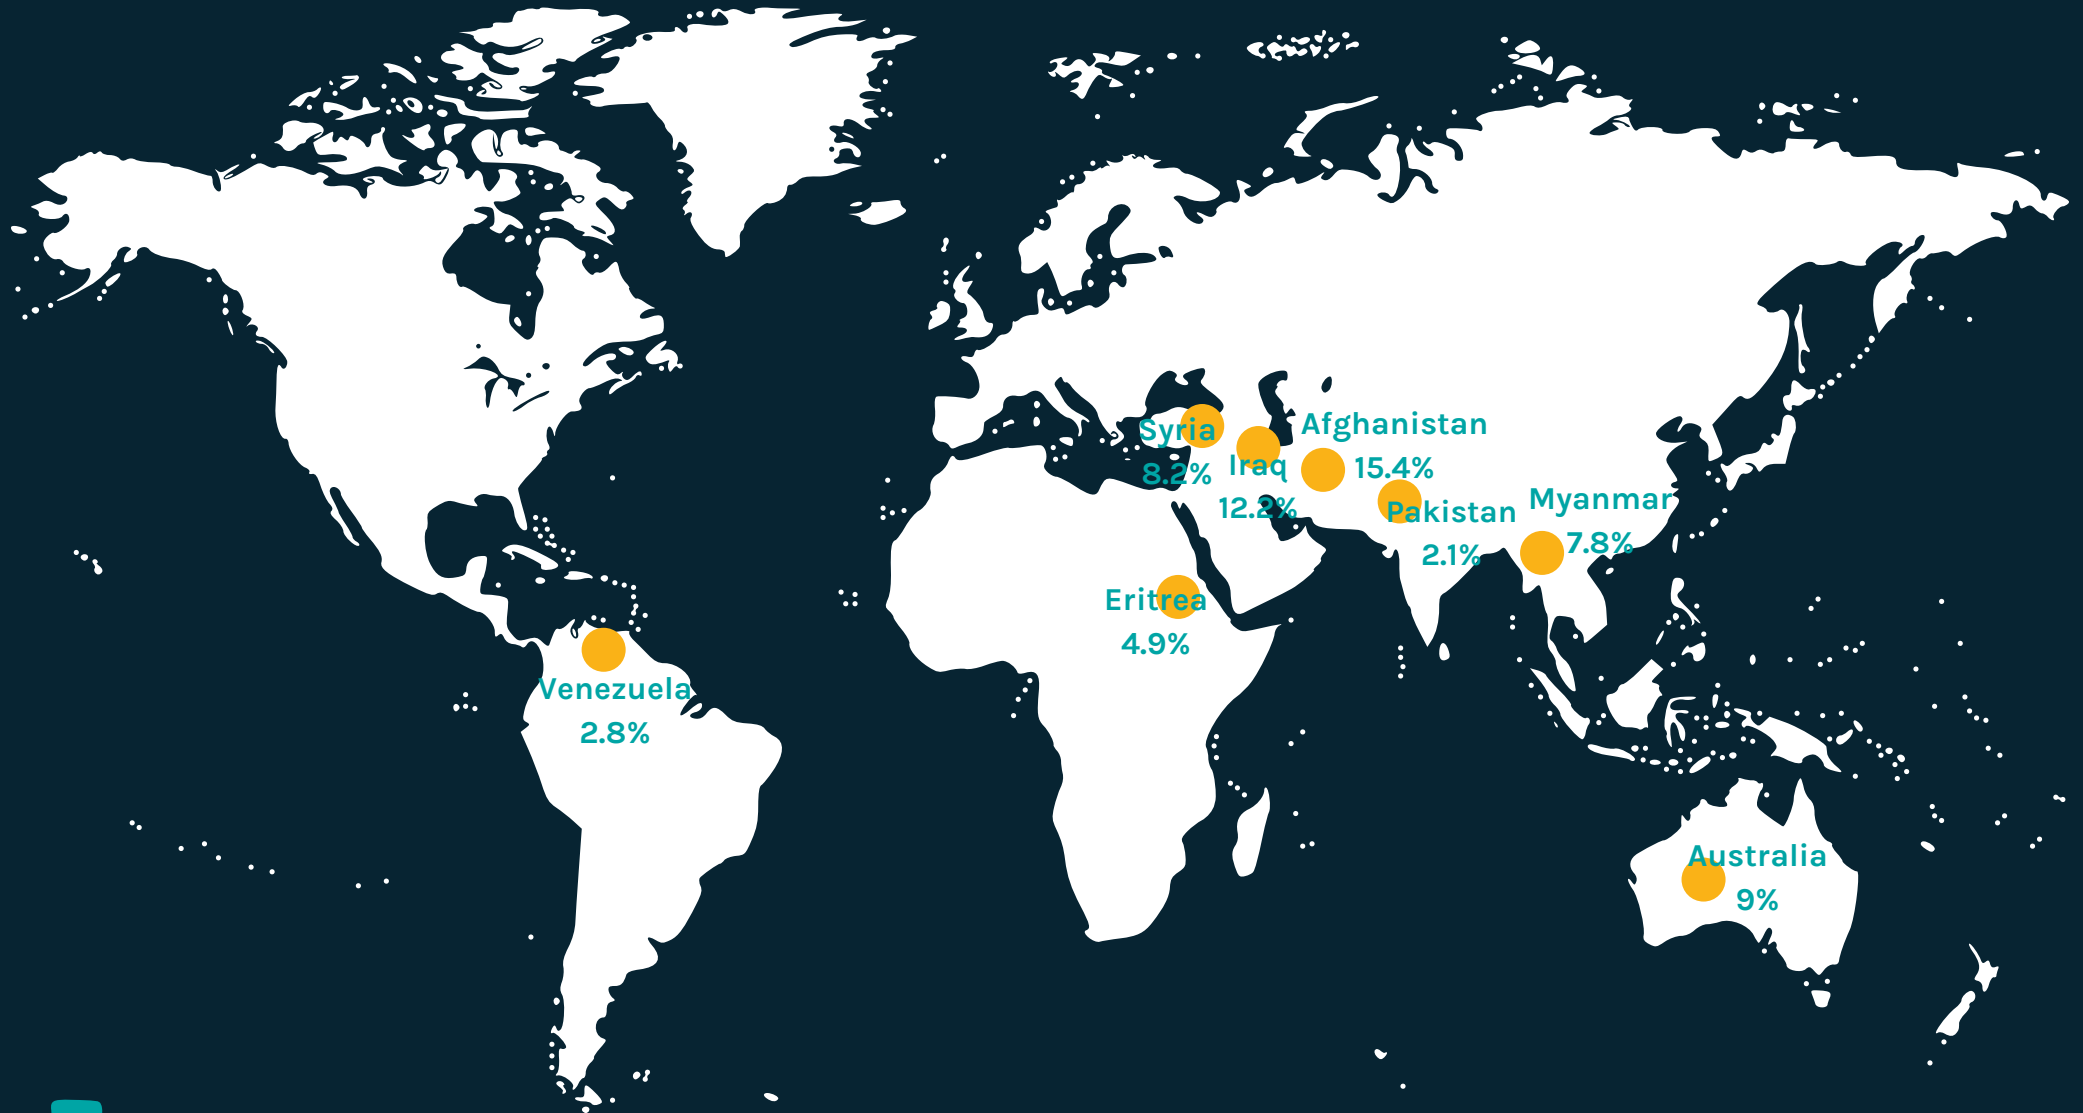 Afghanistan
15.4%
Syria
8.2%
Iraq
12.2%
Pakistan
2.1%
Myanmar
7.8%
Eritrea
4.9%
Venezuela
2.8%
Australia
9%